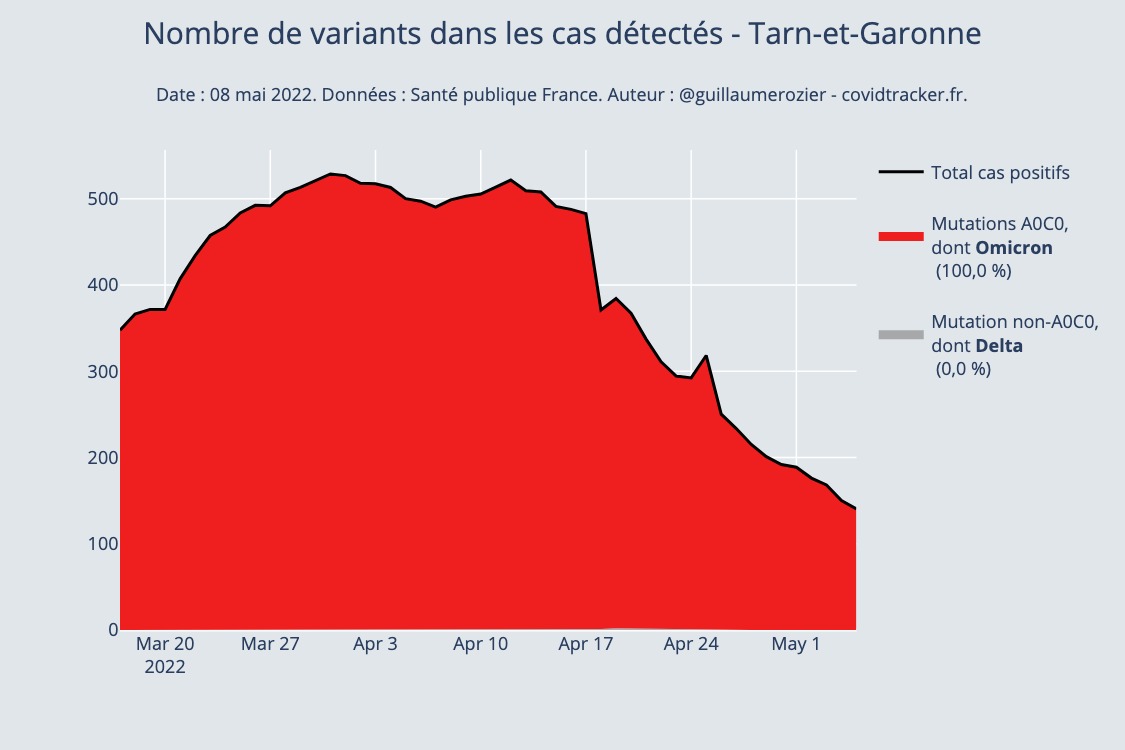 Nombre de variants dans les cas détectés - Tarn-et-Garonne
Date : 08 mai 2022. Données : Santé publique France. Auteur : @guillaumerozier - covidtracker.fr.
Total cas positifs
Mutations A0C0,
dont Omicron
(100,0 %)
Mutation non-A0C0,
dont Delta
(0,0 %)
500
400
300
200
100
0
Mar 20 Mar 27 Apr 3 Apr 10 Apr 17 Apr 24 May 1
2022